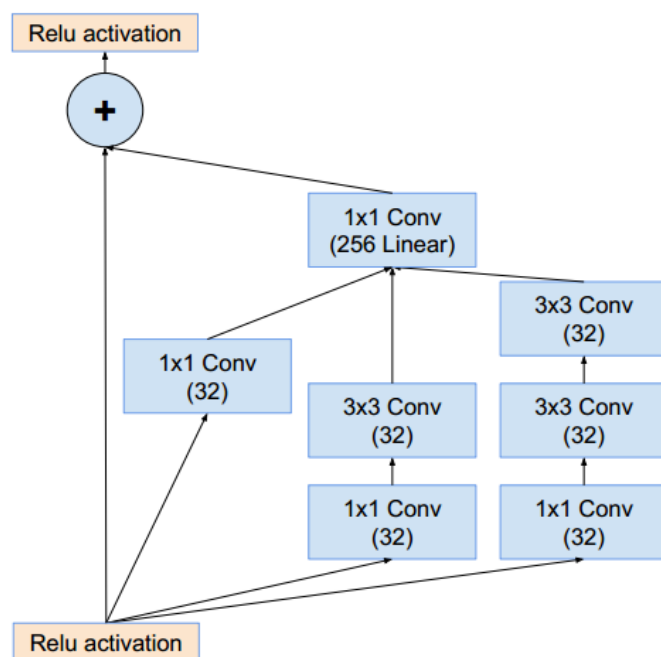 Relu activation
+
1x1 Conv
(256 Linear)
3x3 Conv
(32)
1x1 Conv
(32)
3x3 Conv
(32)
3x3 Conv
(32)
1x1 Conv
(32)
1x1 Conv
(32)
Relu activation